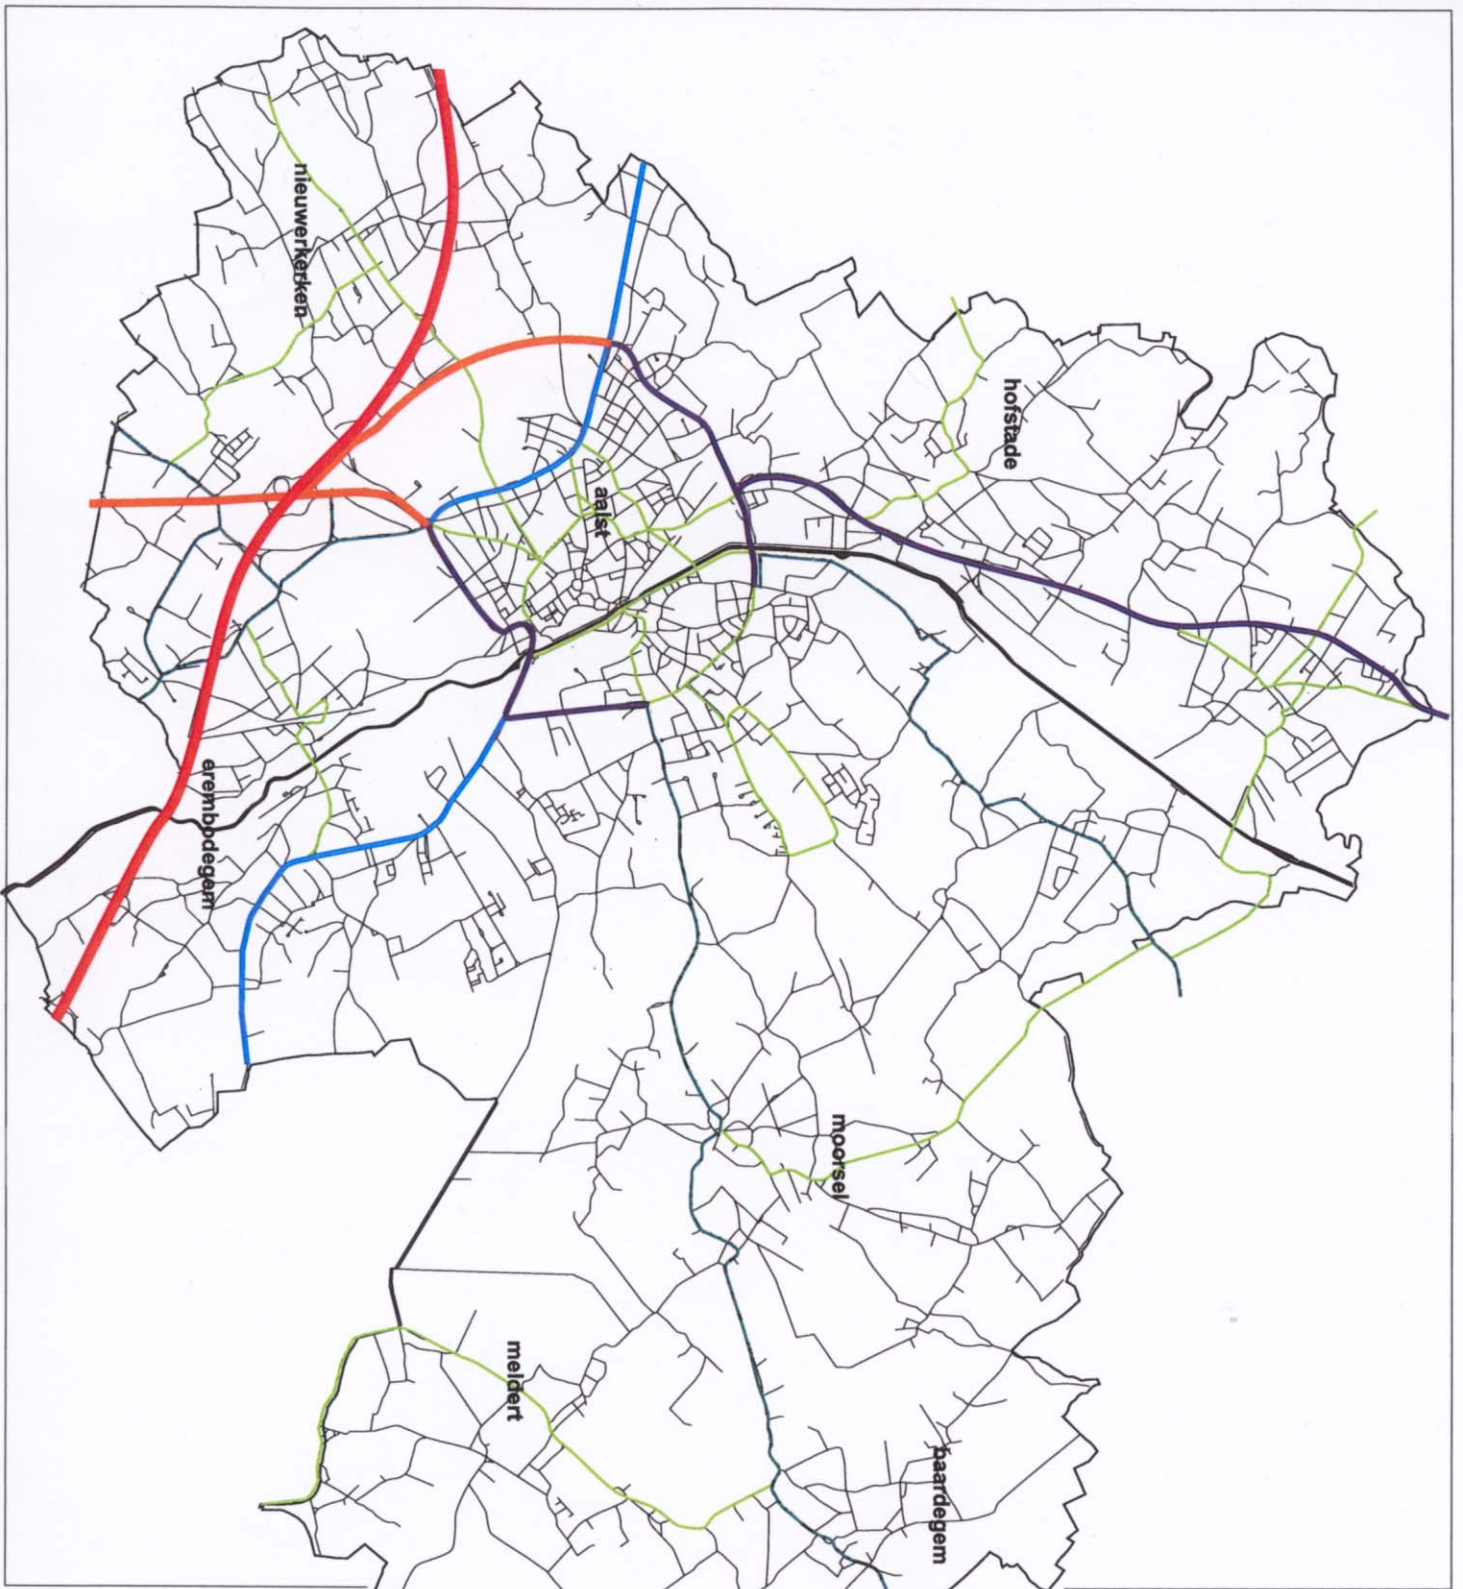 nieuwerkerken
hofstade
aalst
erembodegem
moorsel
meldert
baardegem